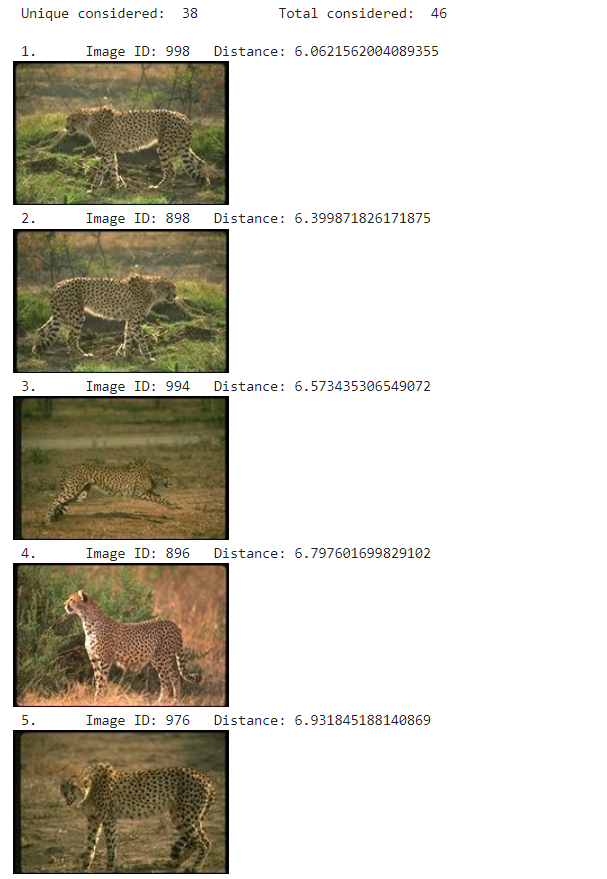 Unique considered:  38          Total considered:  46
1.      Image ID: 998   Distance: 6.0621562004089355
2.      Image ID: 898   Distance: 6.399871826171875
3.      Image ID: 994   Distance: 6.573435306549072
4.      Image ID: 896   Distance: 6.797601699829102
5.      Image ID: 976   Distance: 6.931845188140869